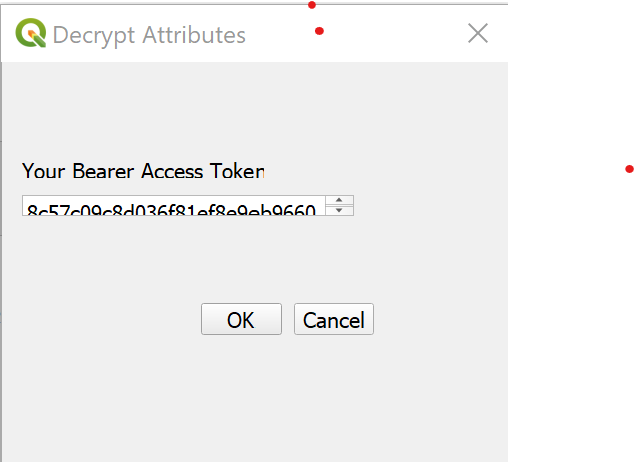 Decrypt Attributes
Your Bearer Access Token
8c57c09c8d036f81ef8e9eb9660
OK
Cancel